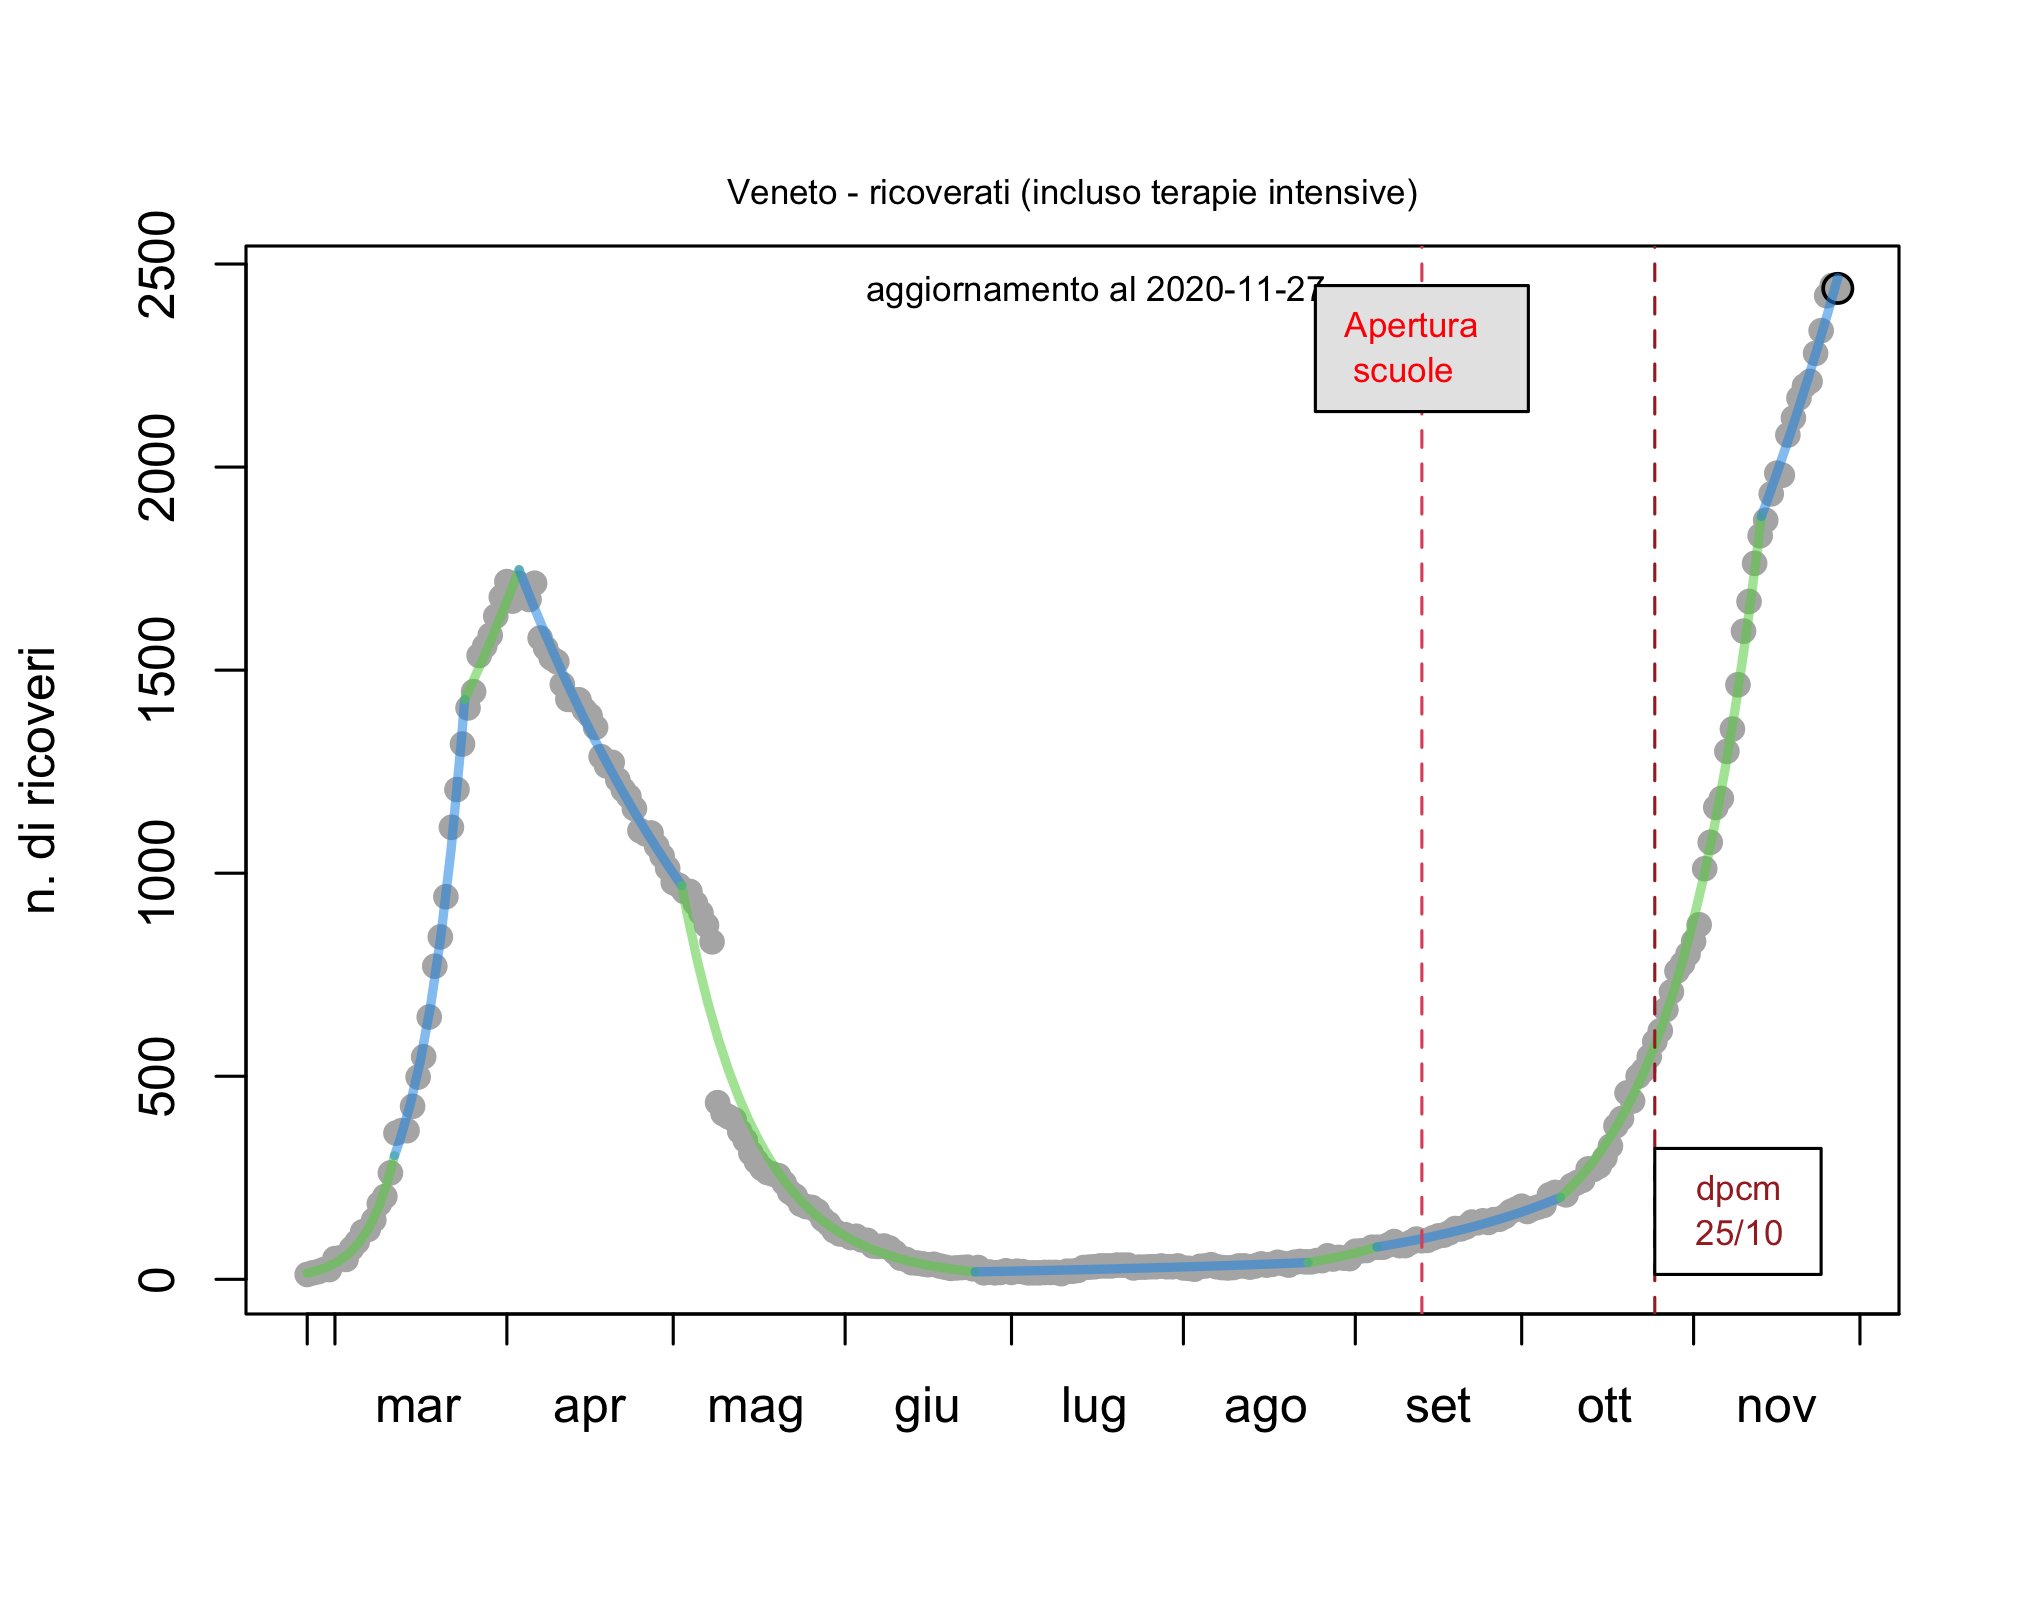 Veneto - ricoverati (incluso terapie intensive)
aggiornamento al 2020-11-27
Apertura
scuole
n. di ricoveri
2500
2000
1500
1000
500
0
dpcm
25/10
mar apr mag giu lug ago set ott nov